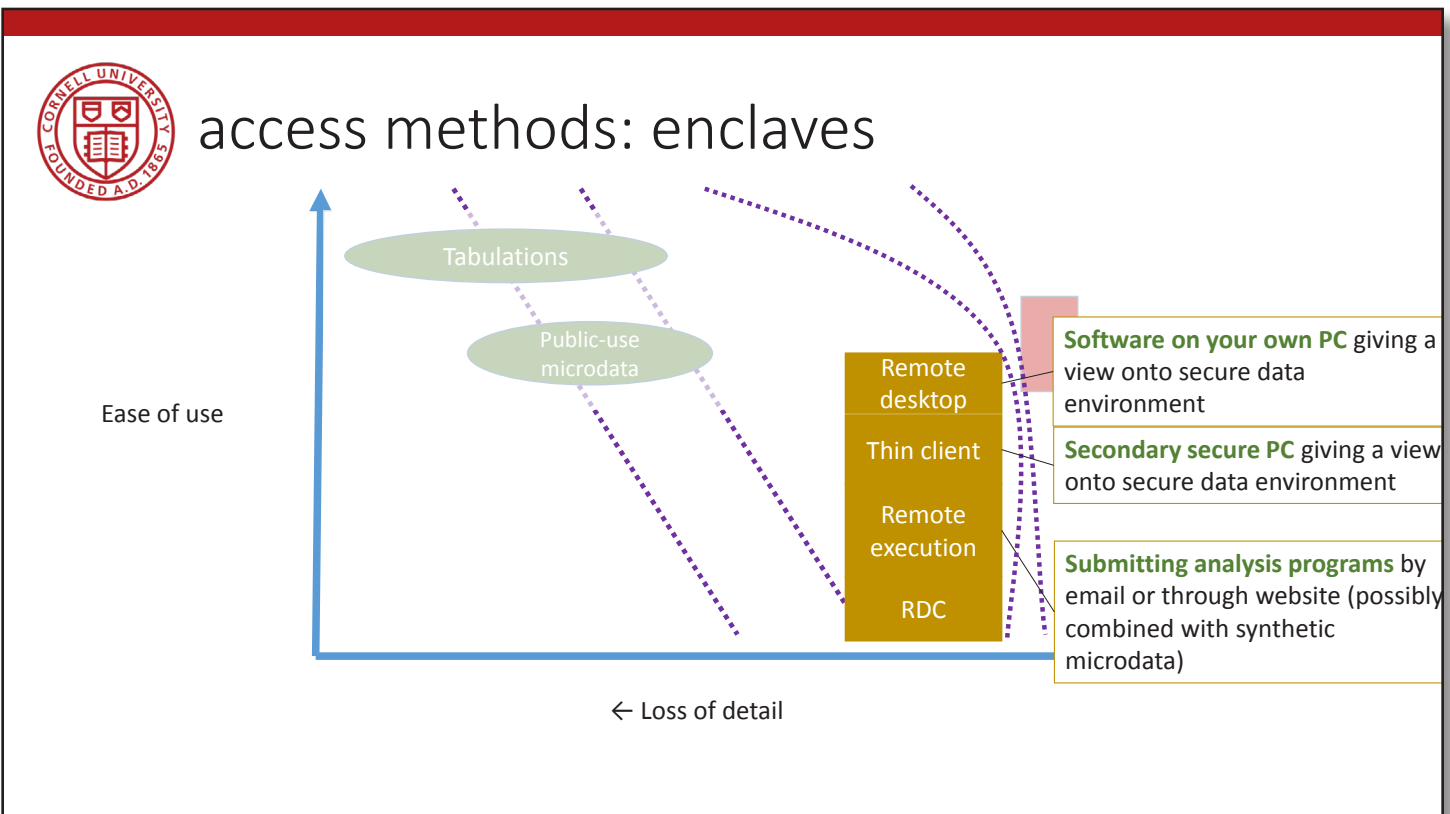 CORNELL UNIVERSITY
FOUNDED A.D. 1865
access methods: enclaves
Tabulations
Public-use
microdata
Ease of use
Remote
desktop
Thin client
Remote
execution
RDC
Software on your own PC giving a
view onto secure data
environment
Secondary secure PC giving a view
onto secure data environment
Submitting analysis programs by
email or through website (possibly
combined with synthetic
microdata)
← Loss of detail